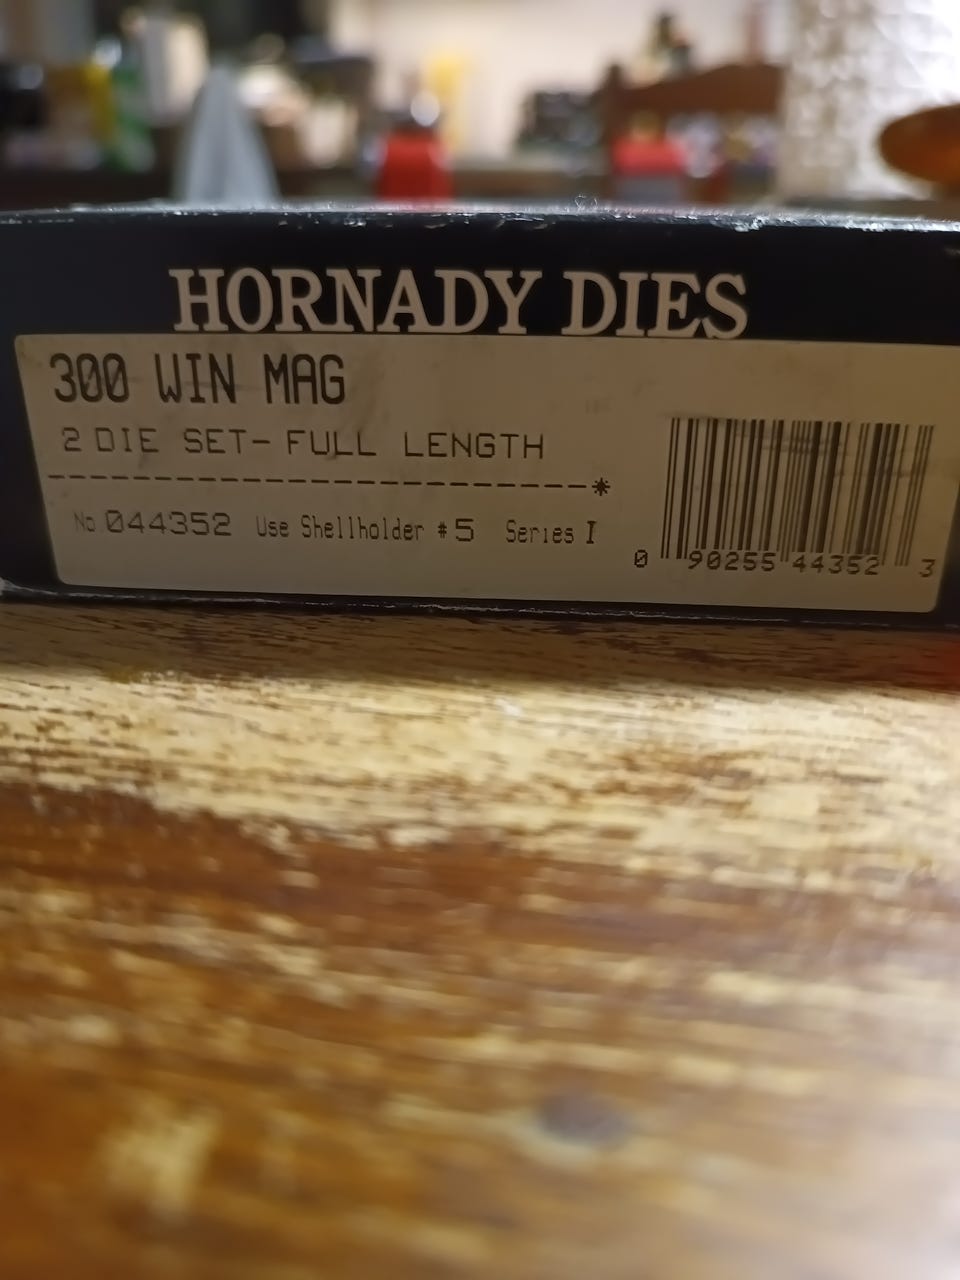 HORNADY DIES
300 WIN MAG
2 DIE SET- FULL LENGTH
-------------------------*
No 044352 Use Shellholder #5 Series I
0 90255 44352 3